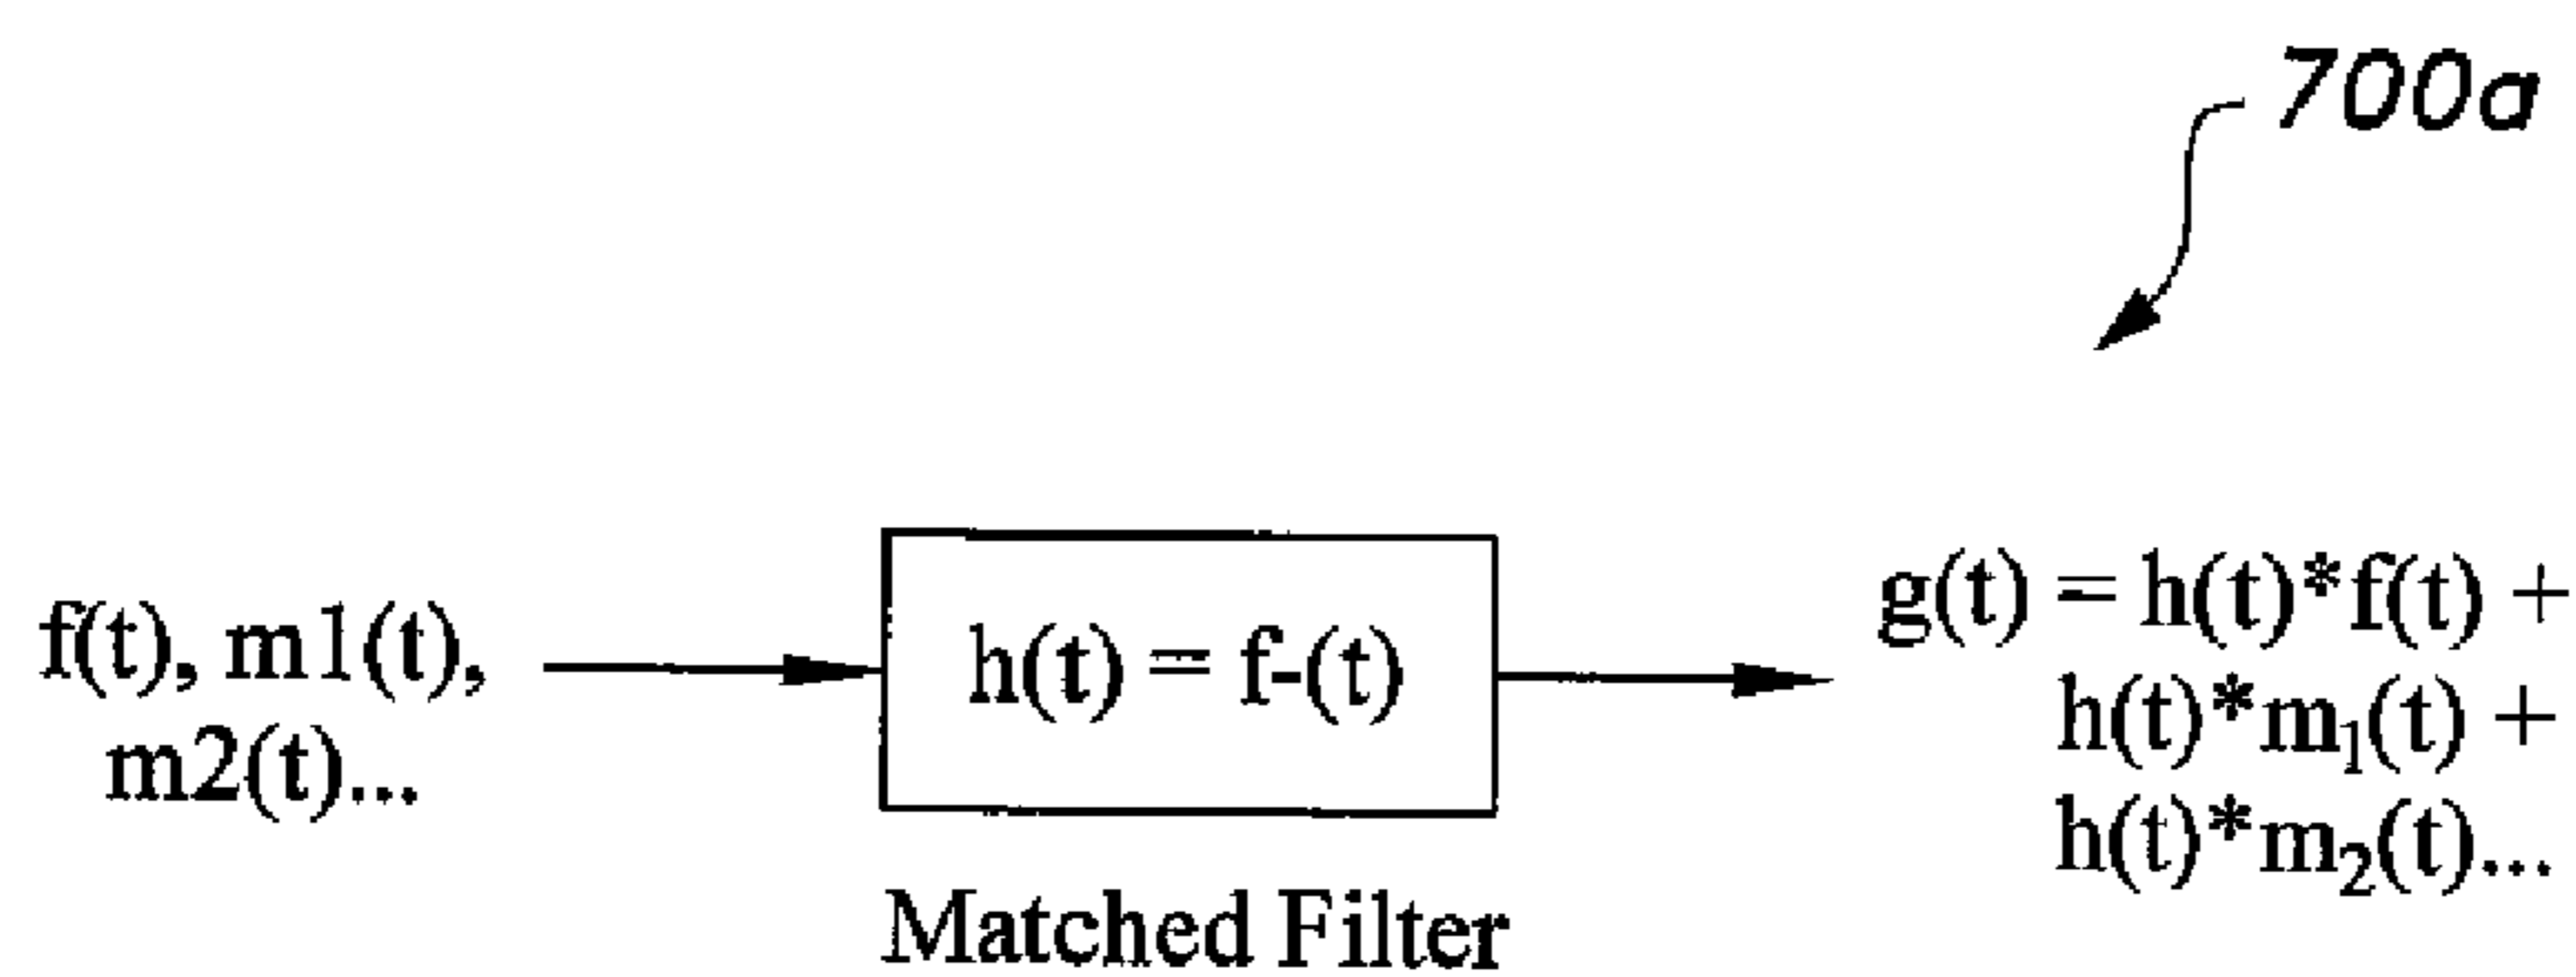 700a
f(t), m1(t),
m2(t)...
h(t) = f-(t)
Matched Filter
g(t) = h(t)*f(t) +
h(t)*m₁(t) +
h(t)*m₂(t)...